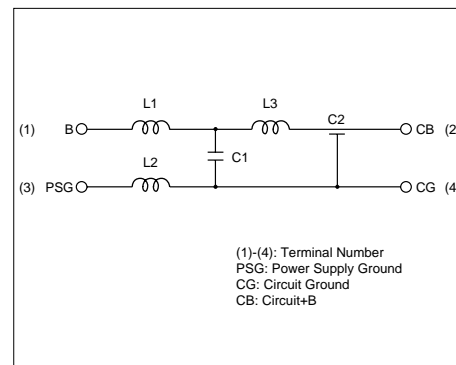 L1
L3
C2
(1)
B
CB
(2
C1
L2
(3)
PSG
CG
(4
(1)-(4): Terminal Number
PSG: Power Supply Ground
CG: Circuit Ground
CB: Circuit+B